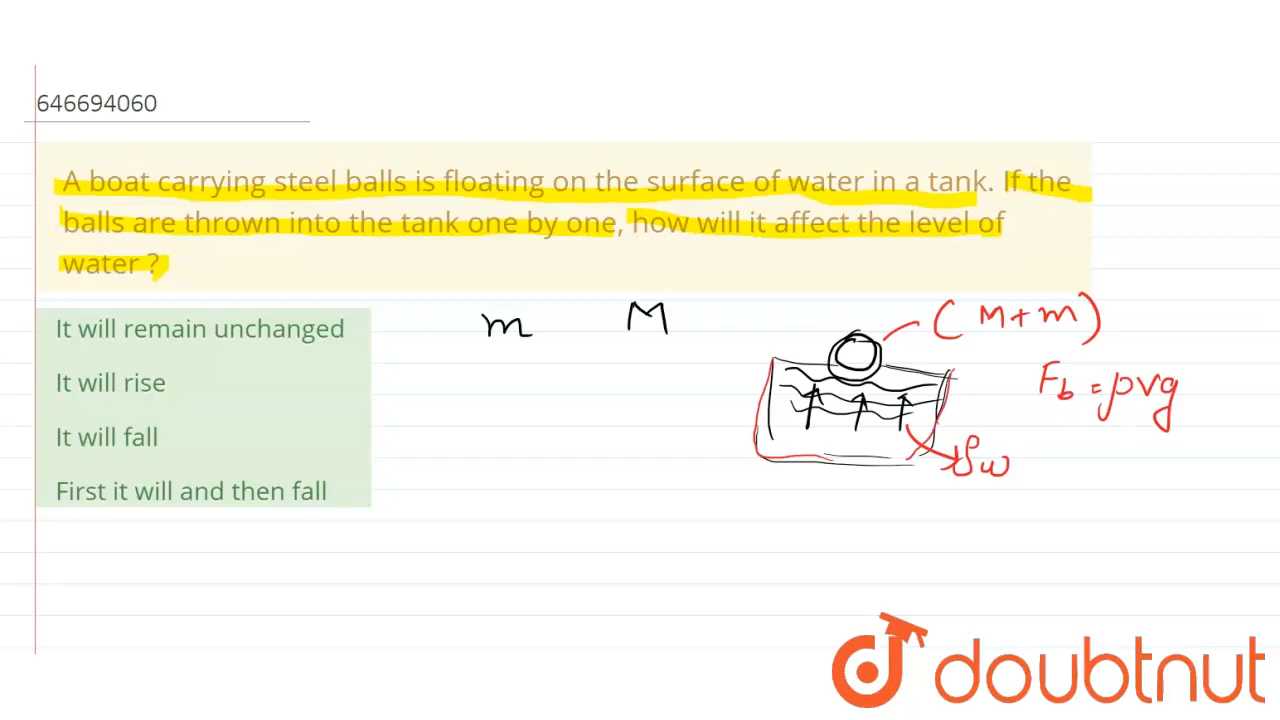 646694060
A boat carrying steel balls is floating on the surface of water in a tank. If the
balls are thrown into the tank one by one, how will it affect the level of
water ?
It will remain unchanged
It will rise
It will fall
First it will and then fall
m M
(M+m)
F_b = ρvg
ρw
doubtnut